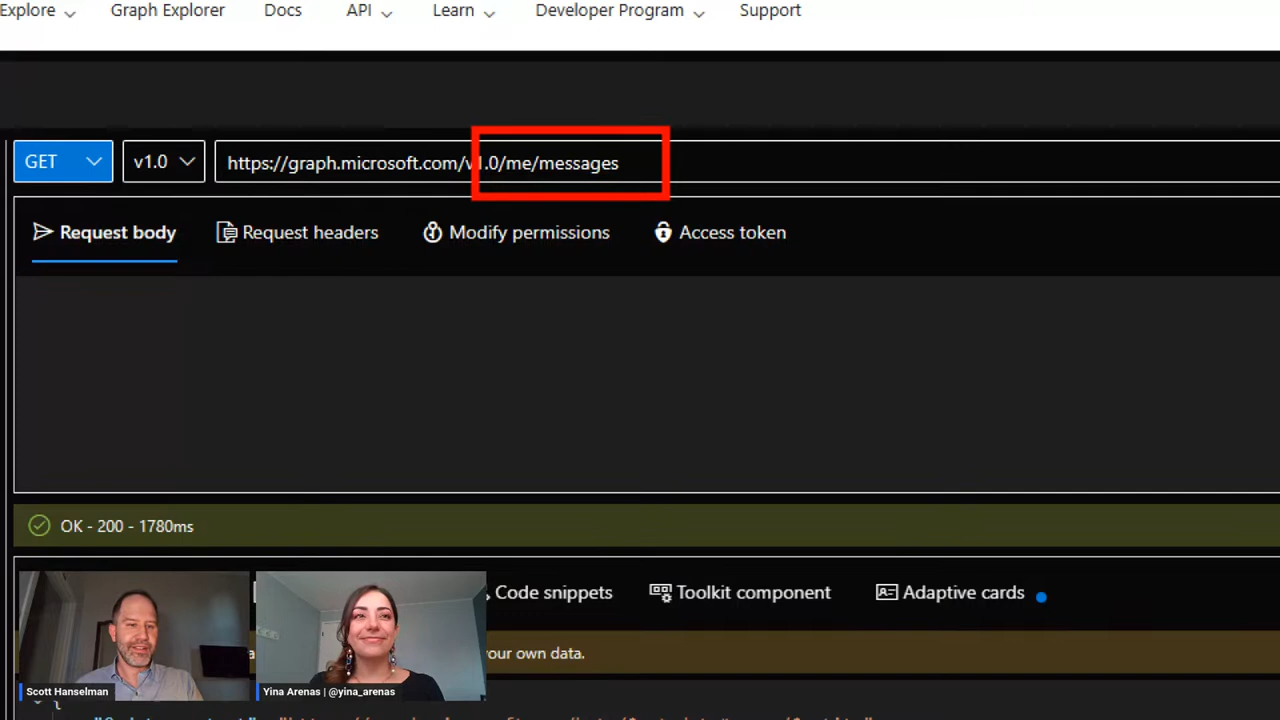 Explore Graph Explorer Docs API Learn Developer Program Support
GET v1.0 https://graph.microsoft.com/v1.0/me/messages
Request body Request headers Modify permissions Access token
OK - 200 - 1780ms
Code snippets Toolkit component Adaptive cards
your own data.
Scott Hanselman Yina Arenas | @yina_arenas